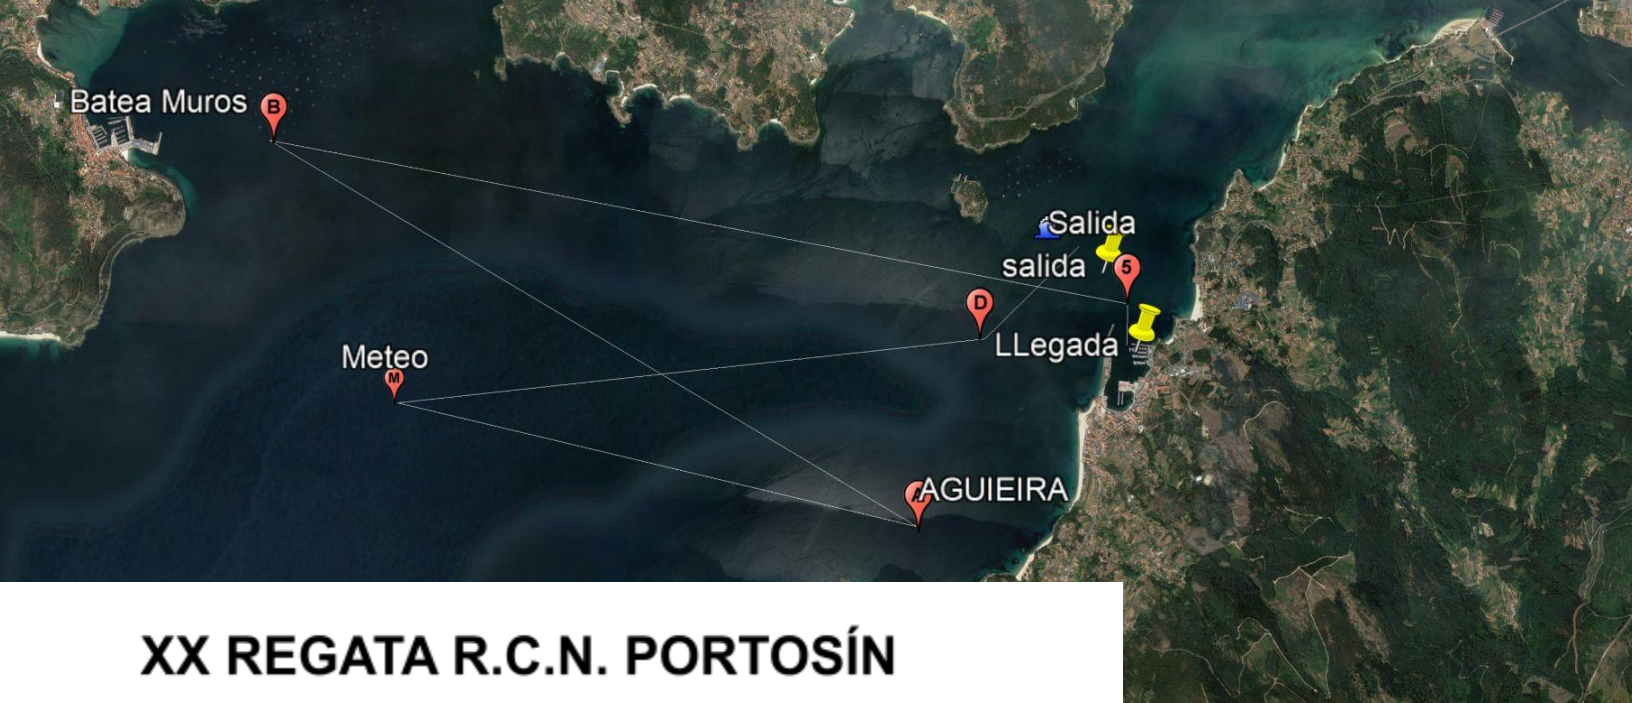 Batea Muros
B
Salida
salida
5
D
LLegada
Meteo
M
A
AGUIEIRA
XX REGATA R.C.N. PORTOSÍN